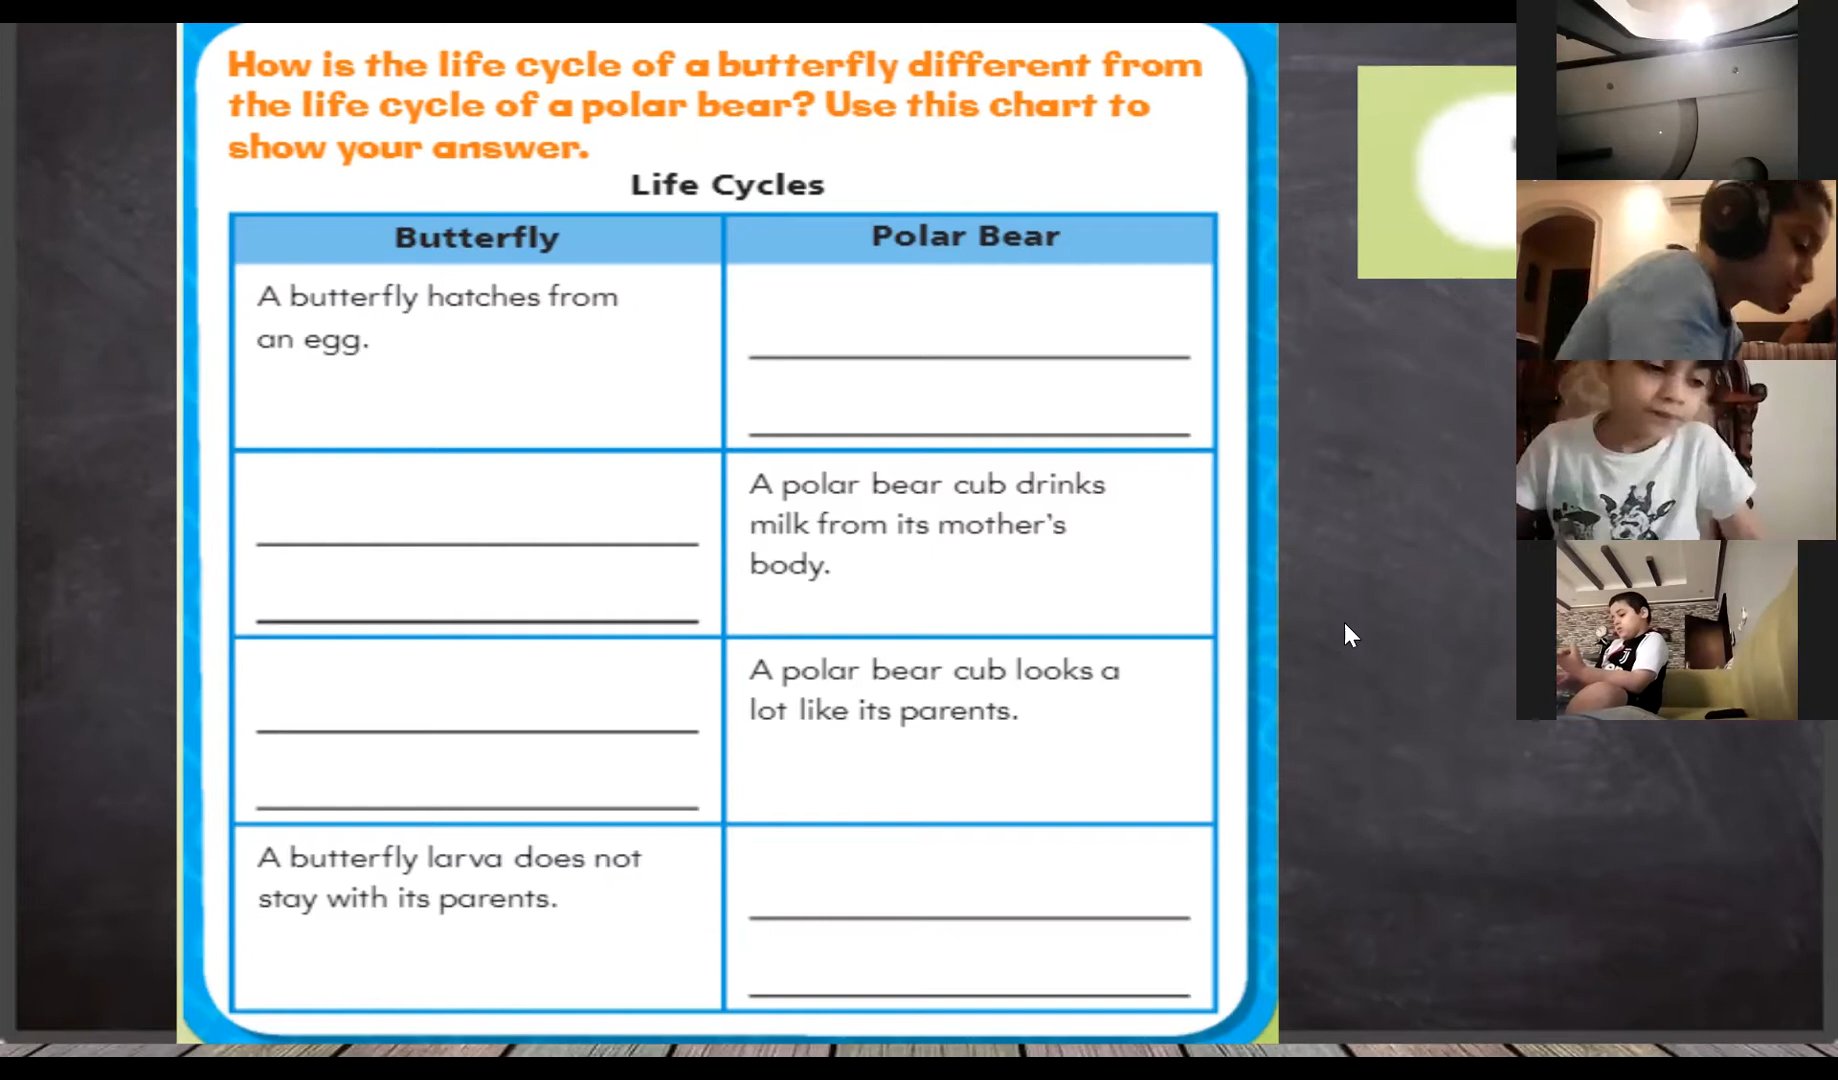 How is the life cycle of a butterfly different from
the life cycle of a polar bear? Use this chart to
show your answer.
Life Cycles
Butterfly
Polar Bear
A butterfly hatches from
an egg.
A polar bear cub drinks
milk from its mother's
body.
A polar bear cub looks a
lot like its parents.
A butterfly larva does not
stay with its parents.